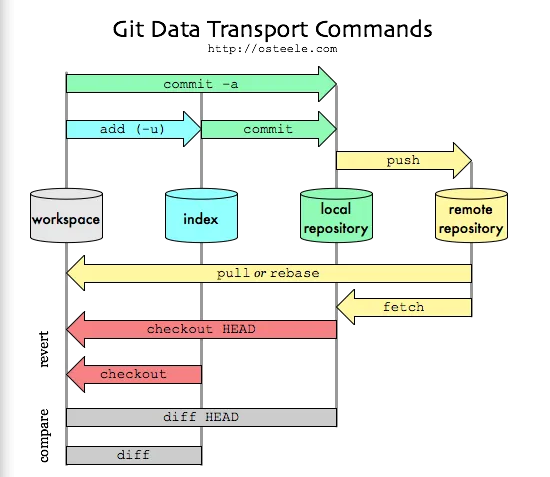 Git Data Transport Commands
http://osteele.com
commit -a
add (-u)
commit
push
workspace
index
local
repository
remote
repository
pull or rebase
fetch
revert
checkout HEAD
checkout
compare
diff HEAD
diff